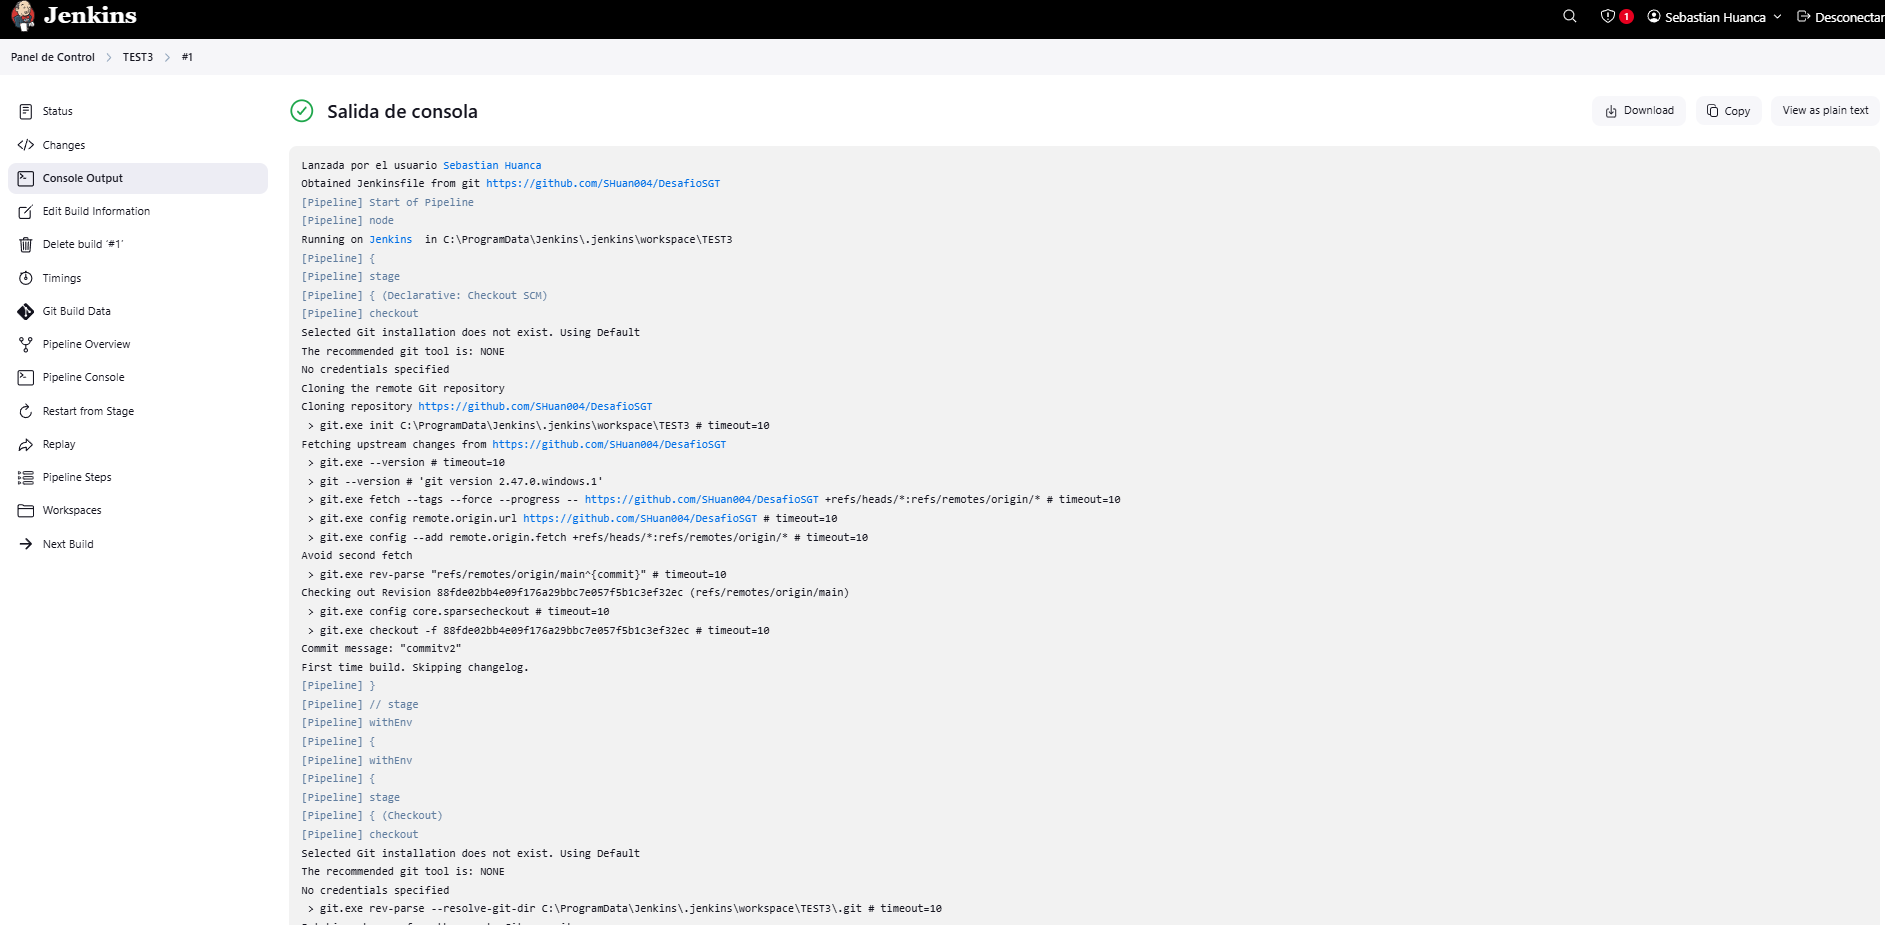 Jenkins
1
Sebastian Huanca
Desconectar
Panel de Control > TEST3 > #1
Status
Changes
Console Output
Edit Build Information
Delete build '#1'
Timings
Git Build Data
Pipeline Overview
Pipeline Console
Restart from Stage
Replay
Pipeline Steps
Workspaces
Next Build
Salida de consola
Download
Copy
View as plain text
Lanzada por el usuario Sebastian Huanca
Obtained Jenkinsfile from git https://github.com/SHuan004/DesafioSGT
[Pipeline] Start of Pipeline
[Pipeline] node
Running on Jenkins in C:\ProgramData\Jenkins\.jenkins\workspace\TEST3
[Pipeline] {
[Pipeline] stage
[Pipeline] { (Declarative: Checkout SCM)
[Pipeline] checkout
Selected Git installation does not exist. Using Default
The recommended git tool is: NONE
No credentials specified
Cloning the remote Git repository
Cloning repository https://github.com/SHuan004/DesafioSGT
> git.exe init C:\ProgramData\Jenkins\.jenkins\workspace\TEST3 # timeout=10
Fetching upstream changes from https://github.com/SHuan004/DesafioSGT
> git.exe --version # timeout=10
> git --version # 'git version 2.47.0.windows.1'
> git.exe fetch --tags --force --progress -- https://github.com/SHuan004/DesafioSGT +refs/heads/*:refs/remotes/origin/* # timeout=10
> git.exe config remote.origin.url https://github.com/SHuan004/DesafioSGT # timeout=10
> git.exe config --add remote.origin.fetch +refs/heads/*:refs/remotes/origin/* # timeout=10
Avoid second fetch
> git.exe rev-parse "refs/remotes/origin/main^{commit}" # timeout=10
Checking out Revision 88fde02bb4e09f176a29bbc7e057f5b1c3ef32ec (refs/remotes/origin/main)
> git.exe config core.sparsecheckout # timeout=10
> git.exe checkout -f 88fde02bb4e09f176a29bbc7e057f5b1c3ef32ec # timeout=10
Commit message: "commitv2"
First time build. Skipping changelog.
[Pipeline] }
[Pipeline] // stage
[Pipeline] withEnv
[Pipeline] {
[Pipeline] withEnv
[Pipeline] {
[Pipeline] stage
[Pipeline] { (Checkout)
[Pipeline] checkout
Selected Git installation does not exist. Using Default
The recommended git tool is: NONE
No credentials specified
> git.exe rev-parse --resolve-git-dir C:\ProgramData\Jenkins\.jenkins\workspace\TEST3\.git # timeout=10